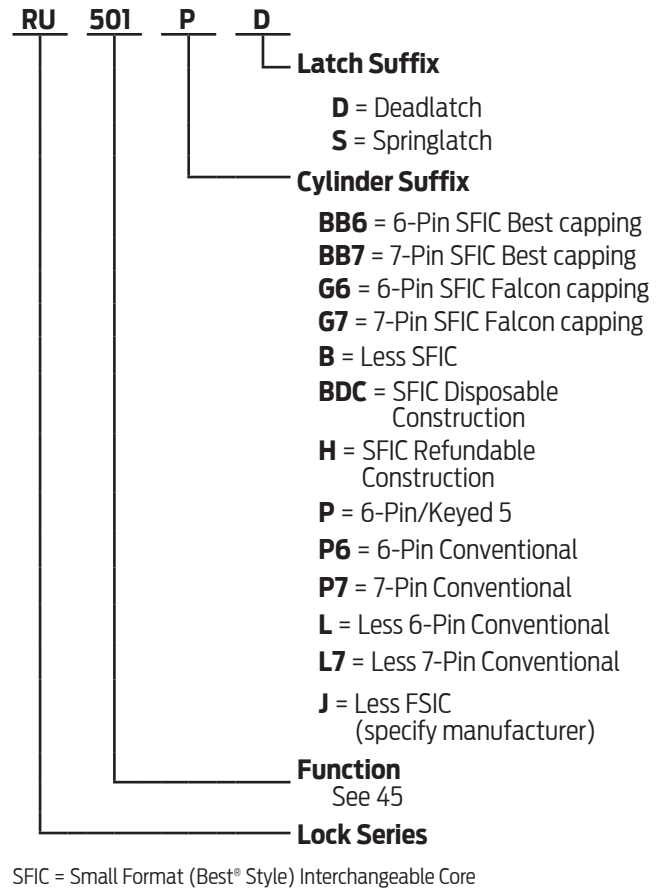 RU 501 P D
Latch Suffix
D = Deadlatch
S = Springlatch
Cylinder Suffix
BB6 = 6-Pin SFIC Best capping
BB7 = 7-Pin SFIC Best capping
G6 = 6-Pin SFIC Falcon capping
G7 = 7-Pin SFIC Falcon capping
B = Less SFIC
BDC = SFIC Disposable
Construction
H = SFIC Refundable
Construction
P = 6-Pin/Keyed 5
P6 = 6-Pin Conventional
P7 = 7-Pin Conventional
L = Less 6-Pin Conventional
L7 = Less 7-Pin Conventional
J = Less FSIC
(specify manufacturer)
Function
See 45
Lock Series
SFIC = Small Format (Best® Style) Interchangeable Core